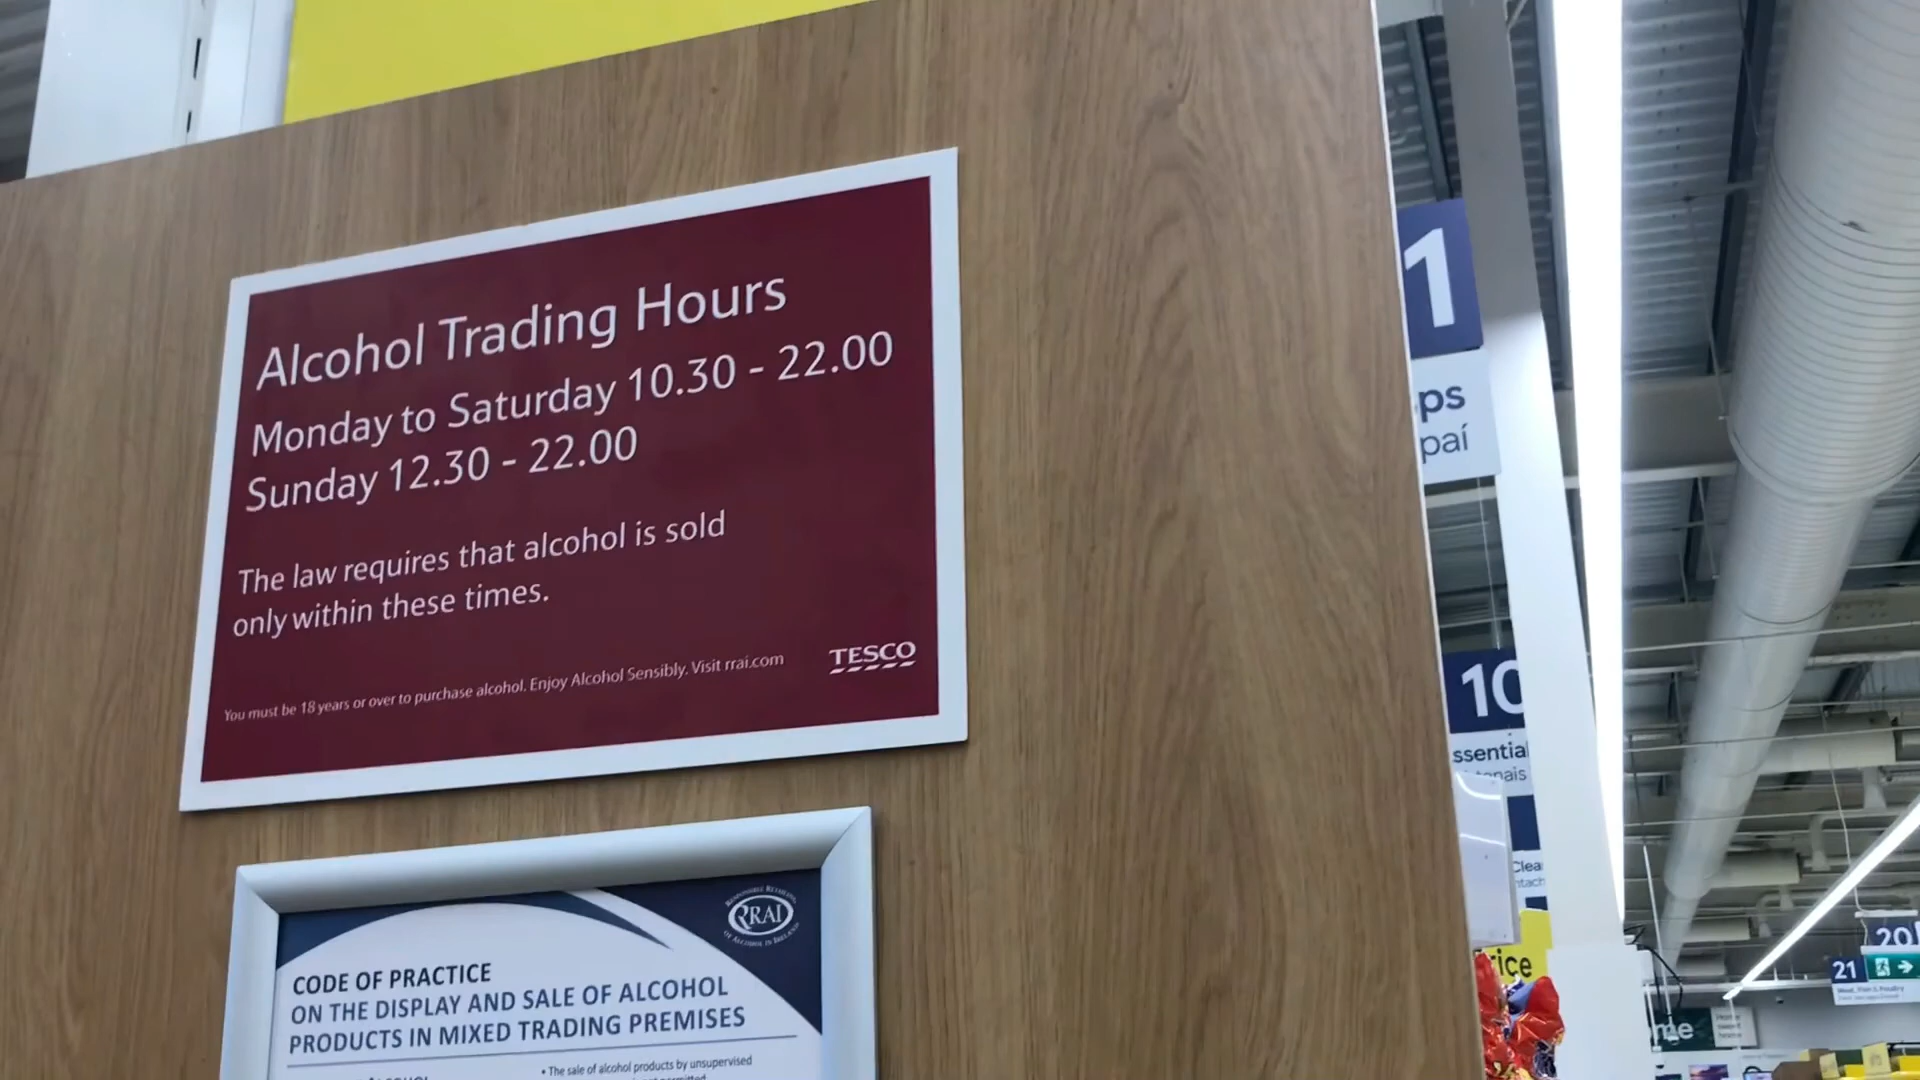 Alcohol Trading Hours
Monday to Saturday 10.30 - 22.00
Sunday 12.30 - 22.00
The law requires that alcohol is sold
only within these times.
You must be 18 years or over to purchase alcohol. Enjoy Alcohol Sensibly. Visit rrai.com
TESCO
RRAI
CODE OF PRACTICE
ON THE DISPLAY AND SALE OF ALCOHOL
PRODUCTS IN MIXED TRADING PREMISES
• The sale of alcohol products by unsupervised
1
ps
paí
10
ssential
20
21